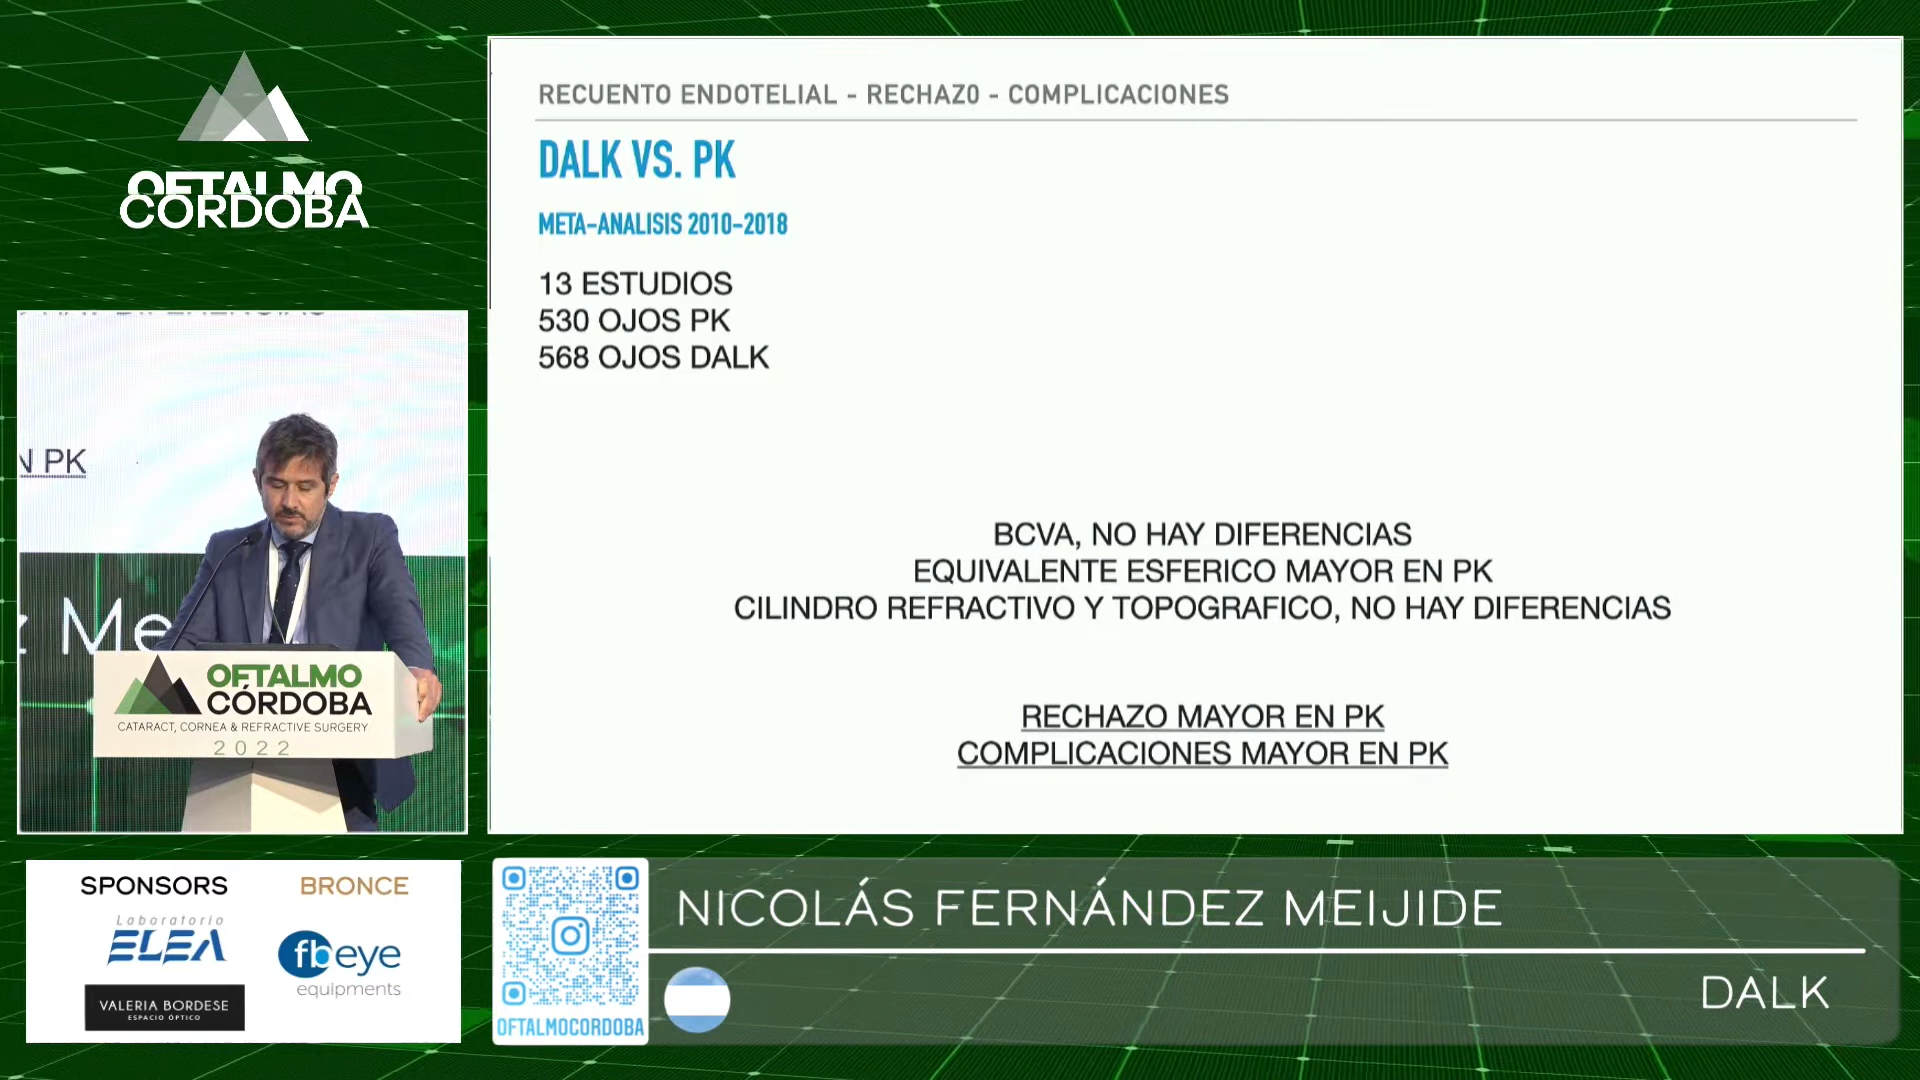 OFTALMO
CÓRDOBA
RECUENTO ENDOTELIAL - RECHAZ0 - COMPLICACIONES
DALK VS. PK
META-ANALISIS 2010-2018
13 ESTUDIOS
530 OJOS PK
568 OJOS DALK
BCVA, NO HAY DIFERENCIAS
EQUIVALENTE ESFERICO MAYOR EN PK
CILINDRO REFRACTIVO Y TOPOGRAFICO, NO HAY DIFERENCIAS
RECHAZO MAYOR EN PK
COMPLICACIONES MAYOR EN PK
N PK
z Me
OFTALMO
CÓRDOBA
CATARACT, CORNEA & REFRACTIVE SURGERY
2022
SPONSORS
BRONCE
Laboratorio
ELEA
fbeye
equipments
VALERIA BORDESE
ESPACIO ÓPTICO
OFTALMOCORDOBA
NICOLÁS FERNÁNDEZ MEIJIDE
DALK